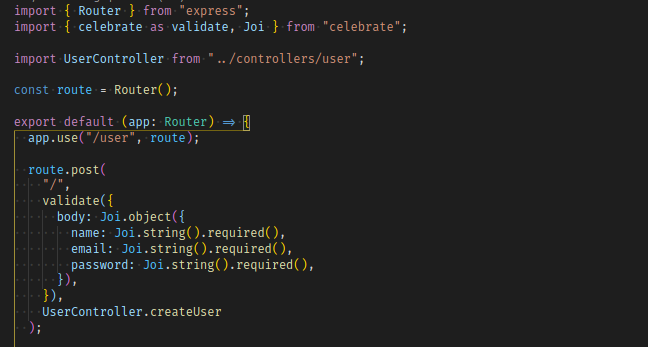 import { Router } from "express";
import { celebrate as validate, Joi } from "celebrate";
import UserController from "../controllers/user";
const route = Router();
export default (app: Router) => {
app.use("/user", route);
route.post(
"/",
validate({
body: Joi.object({
name: Joi.string().required(),
email: Joi.string().required(),
password: Joi.string().required(),
}),
}),
UserController.createUser
);